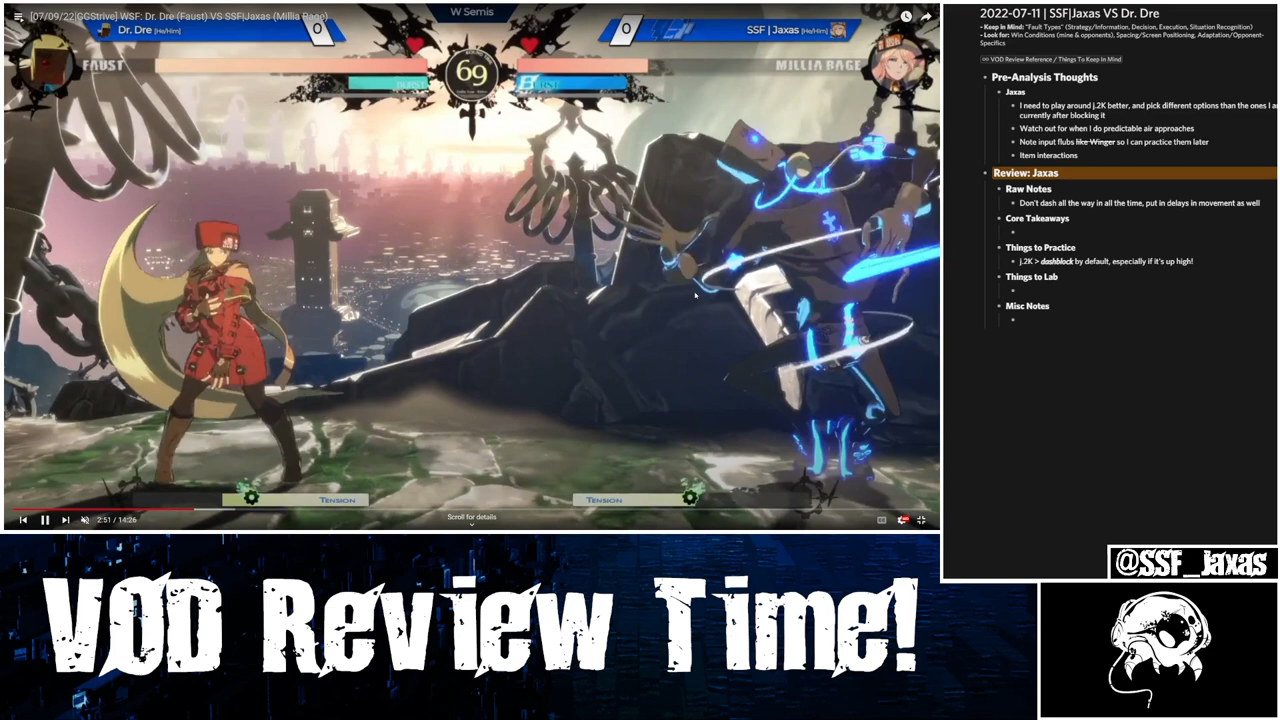 [07/09/22|GGStrive] WSF: Dr. Dre (Faust) VS SSF|Jaxas (Millia Rage)
W Semis
Dr. Dre [He/Him]
0
0
SSF | Jaxas [He/Him]
FAUST
69
MILLIA RAGE
BURST
BURST
TENSION
TENSION
2:51 / 14:26
Scroll for details
2022-07-11 | SSF|Jaxas VS Dr. Dre
- Keep in Mind: "Fault Types" (Strategy/Information, Decision, Execution, Situation Recognition)
- Look for: Win Conditions (mine & opponents), Spacing/Screen Positioning, Adaptation/Opponent-
Specifics
VOD Review Reference / Things To Keep In Mind
Pre-Analysis Thoughts
Jaxas
I need to play around j.2K better, and pick different options than the ones I a
currently after blocking it
Watch out for when I do predictable air approaches
Note input flubs like Winger so I can practice them later
Item interactions
Review: Jaxas
Raw Notes
Don't dash all the way in all the time, put in delays in movement as well
Core Takeaways
Things to Practice
j.2K > dashblock by default, especially if it's up high!
Things to Lab
Misc Notes
@SSF_Jaxas
VOD Review Time!